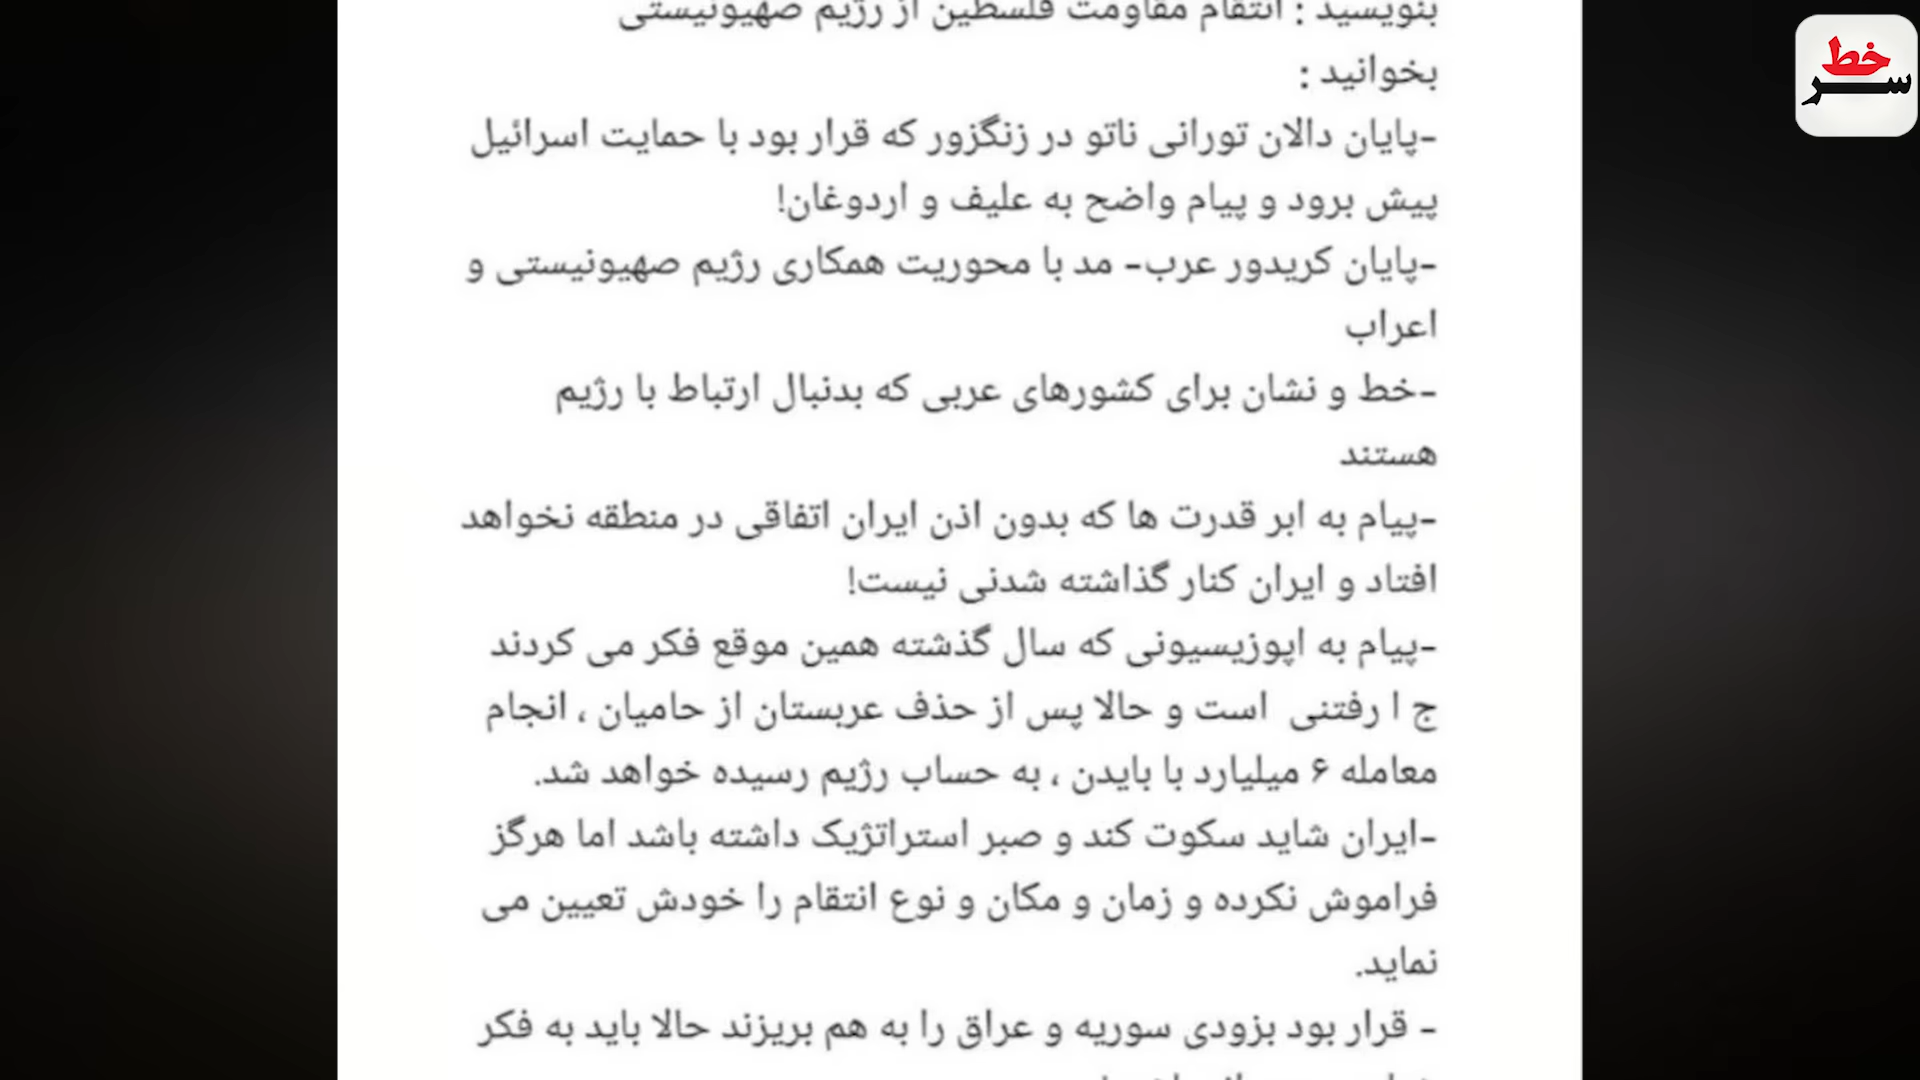 بنویسید : انتقام مقاومت فلسطین از رژیم صهیونیستی
بخوانید :
-پایان دالان تورانی ناتو در زنگزور که قرار بود با حمایت اسرائیل
پیش برود و پیام واضح به علیف و اردوغان!
-پایان کریدور عرب- مد با محوریت همکاری رژیم صهیونیستی و
اعراب
-خط و نشان برای کشورهای عربی که بدنبال ارتباط با رژیم
هستند
-پیام به ابر قدرت ها که بدون اذن ایران اتفاقی در منطقه نخواهد
افتاد و ایران کنار گذاشته شدنی نیست!
-پیام به اپوزیسیونی که سال گذشته همین موقع فکر می کردند
ج ا رفتنی است و حالا پس از حذف عربستان از حامیان ، انجام
معامله ۶ میلیارد با بایدن ، به حساب رژیم رسیده خواهد شد.
-ایران شاید سکوت کند و صبر استراتژیک داشته باشد اما هرگز
فراموش نکرده و زمان و مکان و نوع انتقام را خودش تعیین می
نماید.
- قرار بود بزودی سوریه و عراق را به هم بریزند حالا باید به فکر
خط
سر